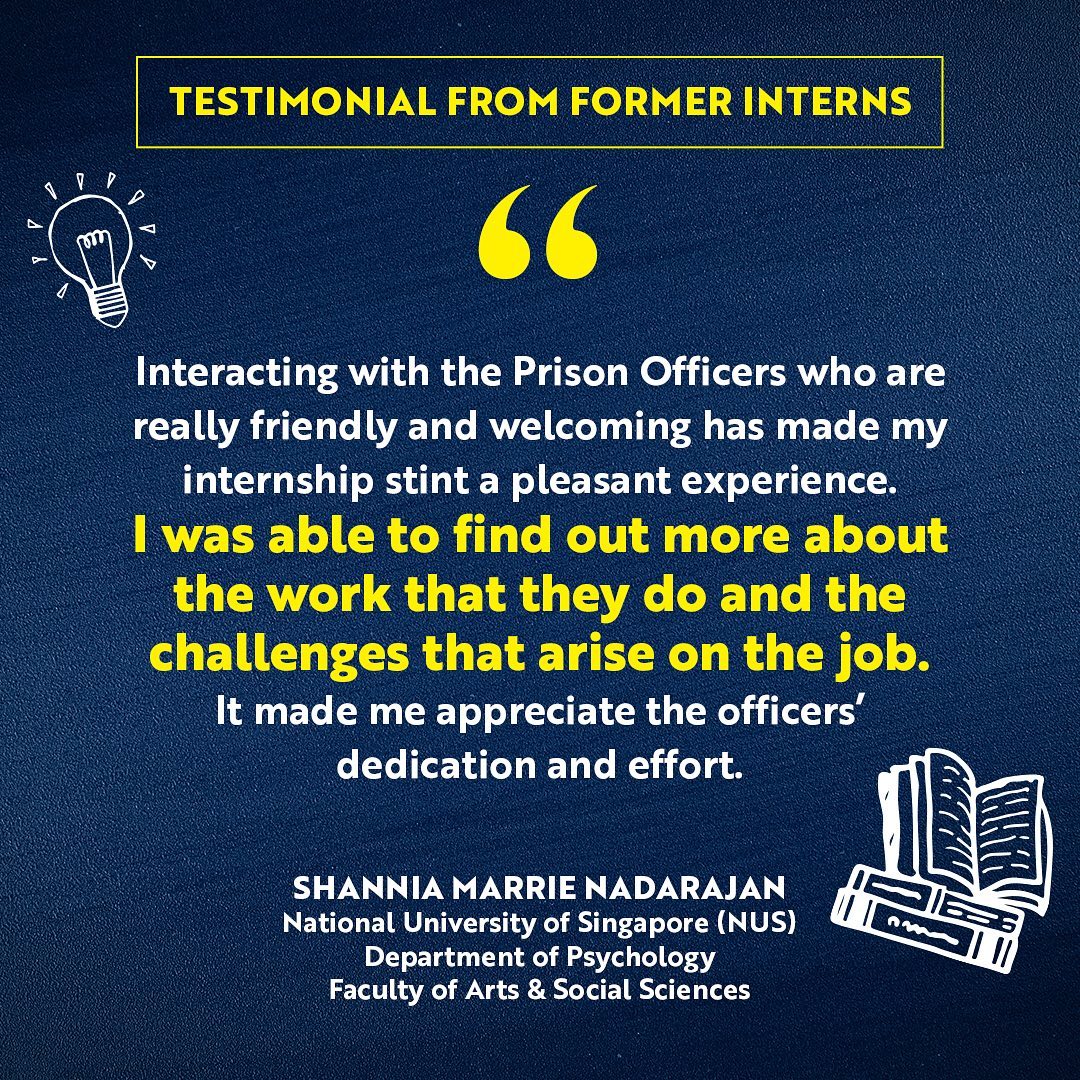 TESTIMONIAL FROM FORMER INTERNS
“
Interacting with the Prison Officers who are
really friendly and welcoming has made my
internship stint a pleasant experience.
I was able to find out more about
the work that they do and the
challenges that arise on the job.
It made me appreciate the officers’
dedication and effort.
SHANNIA MARRIE NADARAJAN
National University of Singapore (NUS)
Department of Psychology
Faculty of Arts & Social Sciences